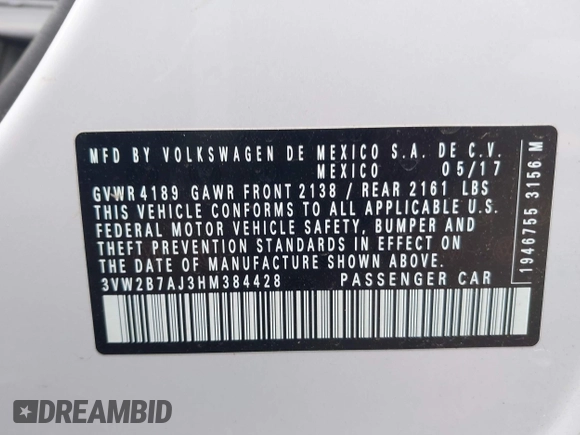 MFD BY VOLKSWAGEN DE MEXICO S.A. DE C.V.
MEXICO 05/17
GVWR 4189 GAWR FRONT 2138 / REAR 2161 LBS
THIS VEHICLE CONFORMS TO ALL APPLICABLE U.S.
FEDERAL MOTOR VEHICLE SAFETY, BUMPER AND
THEFT PREVENTION STANDARDS IN EFFECT ON
THE DATE OF MANUFACTURE SHOWN ABOVE.
3VW2B7AJ3HM384428 PASSENGER CAR
1946755 3156 M
DREAMBID